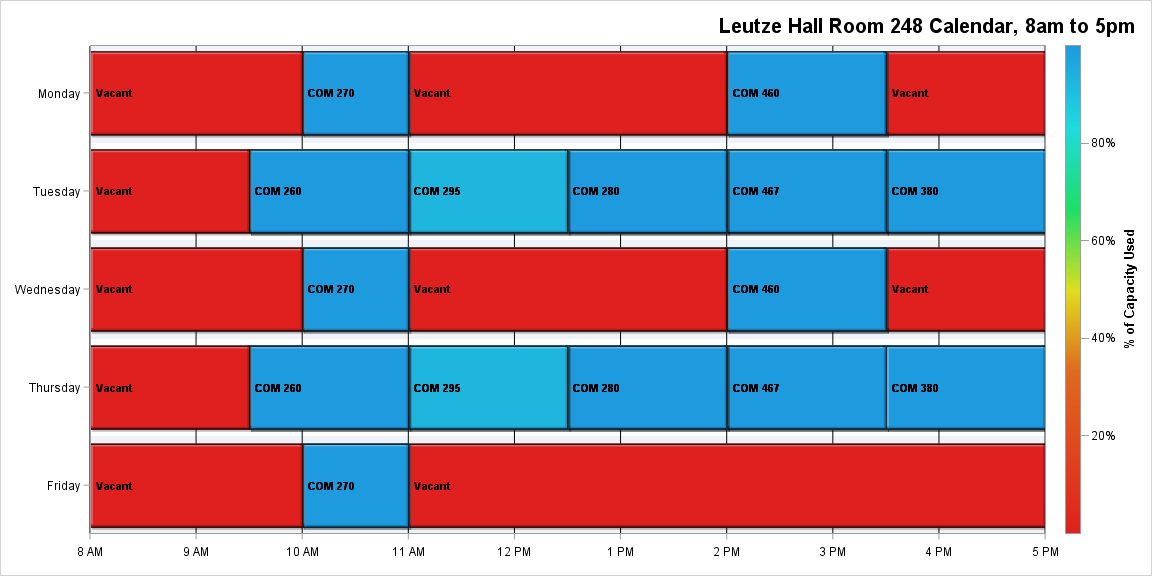 Leutze Hall Room 248 Calendar, 8am to 5pm
Monday
Vacant
COM 270
Vacant
COM 460
Vacant
Tuesday
Vacant
COM 260
COM 295
COM 280
COM 467
COM 380
Wednesday
Vacant
COM 270
Vacant
COM 460
Vacant
Thursday
Vacant
COM 260
COM 295
COM 280
COM 467
COM 380
Friday
Vacant
COM 270
Vacant
8 AM
9 AM
10 AM
11 AM
12 PM
1 PM
2 PM
3 PM
4 PM
5 PM
80%
60%
40%
20%
% of Capacity Used